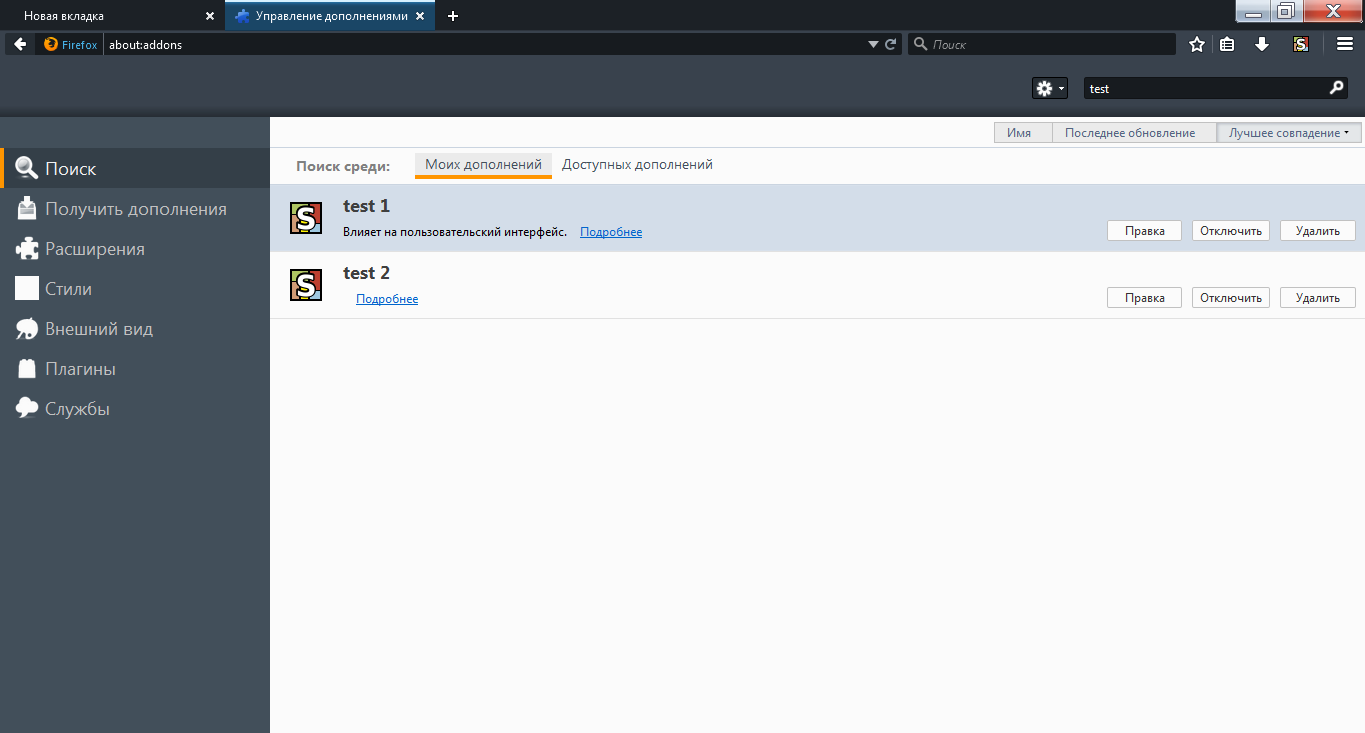 Новая вкладка
Управление дополнениями
Firefox about:addons
Поиск
test
Имя Последнее обновление Лучшее совпадение
Поиск
Получить дополнения
Расширения
Стили
Внешний вид
Плагины
Службы
Поиск среди: Моих дополнений Доступных дополнений
S
test 1
Влияет на пользовательский интерфейс. Подробнее
Правка Отключить Удалить
S
test 2
Подробнее
Правка Отключить Удалить